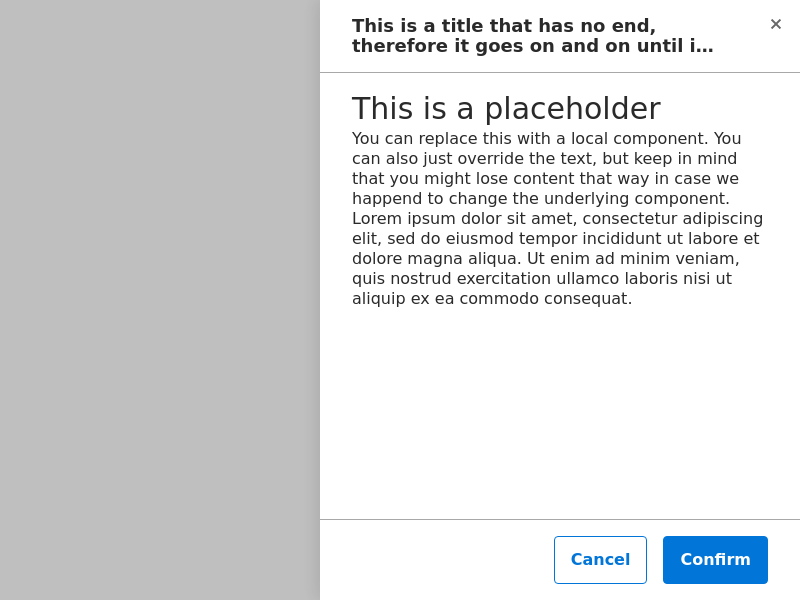 This is a title that has no end,
therefore it goes on and on until i…
This is a placeholder
You can replace this with a local component. You
can also just override the text, but keep in mind
that you might lose content that way in case we
happend to change the underlying component.
Lorem ipsum dolor sit amet, consectetur adipiscing
elit, sed do eiusmod tempor incididunt ut labore et
dolore magna aliqua. Ut enim ad minim veniam,
quis nostrud exercitation ullamco laboris nisi ut
aliquip ex ea commodo consequat.
Cancel
Confirm